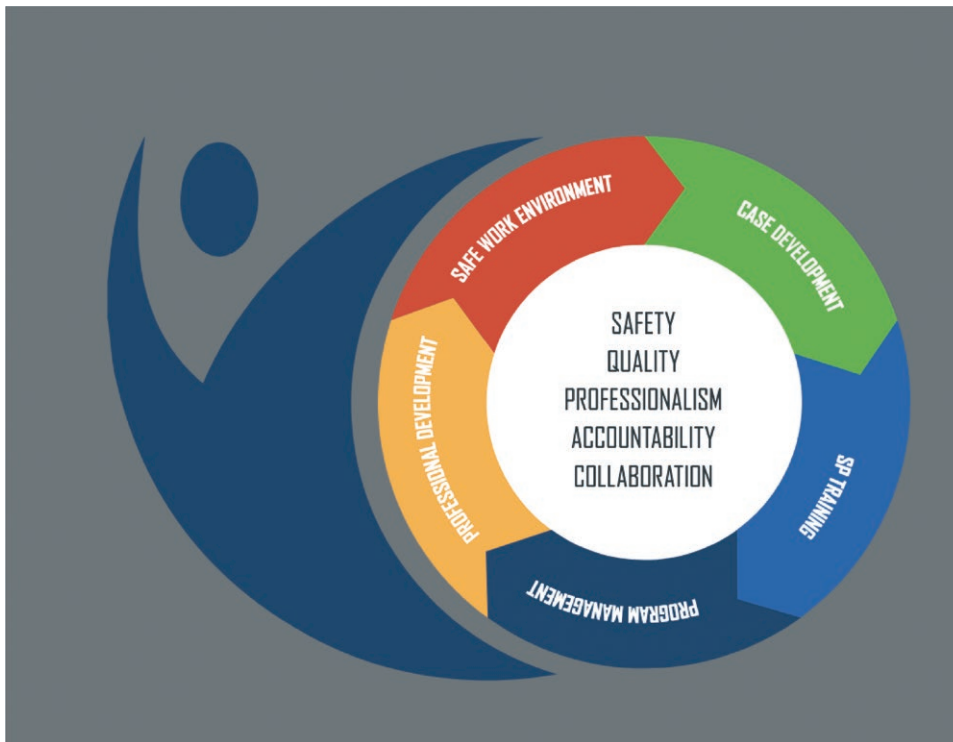 SAFE WORK ENVIRONMENT
CASE DEVELOPMENT
SP TRAINING
PROGRAM MANAGEMENT
PROFESSIONAL DEVELOPMENT
SAFETY
QUALITY
PROFESSIONALISM
ACCOUNTABILITY
COLLABORATION